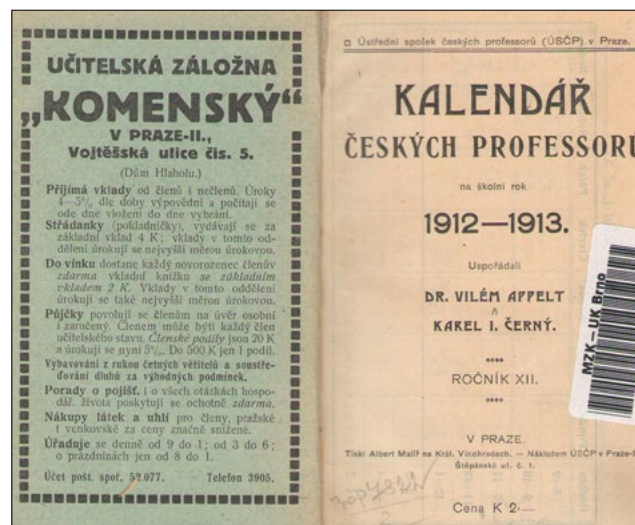 UČITELSKÁ ZÁLOŽNA
„KOMENSKÝ“
V PRAZE-II.,
Vojtěšská ulice čís. 5.
(Dům Hlaholu.)
Přijímá vklady od členů i nečlenů. Úroky
4—5%, dle doby výpovědní a počítají se
ode dne vložení do dne vybrání.
Střádanky (pokladničky), vydávají se za
základní vklad 4 K; vklady v tomto od-
dělení úrokují se nejvyšší měrou úrokovou.
Do vínku dostane každý novorozenec členův
zdarma vkladní knížku se základním
vkladem 2 K. Vklady v tomto oddělení
úrokují se také nejvyšší měrou úrokovou.
Půjčky povolují se členům na úvěr osobní
i zaručený. Členem může býti každý člen
učitelského stavu. Členské podíly jsou 20 K
a úrokují se nyní 5%. Do 500 K jen 1 podíl.
Vybavování z rukou četných věřitelů a soustře-
ďování dluhů za výhodných podmínek.
Porady o pojišť. i o všech otázkách hospo-
dář. života poskytují se ochotně zdarma.
Nákupy látek a uhlí pro členy, pražské
i venkovské za ceny značně snížené.
Úřaduje se denně od 9 do 1; od 3 do 6;
o prázdninách jen od 8 do 1.
Účet pošt. spoř. 52.077. Telefon 3905.
Ústřední spolek českých professorů (ÚSČP) v Praze.
KALENDÁŘ
ČESKÝCH PROFESSORŮ
na školní rok
1912—1913.
Uspořádali
DR. VILÉM APPELT
A
KAREL I. ČERNÝ.
ROČNÍK XII.
V PRAZE.
Tiskl Albert Malíř na Král. Vinohradech. — Nákladem ÚSČP v Praze-
Štěpánská ul. č. 1.
Cena K 2·—
MZK – UK Brno